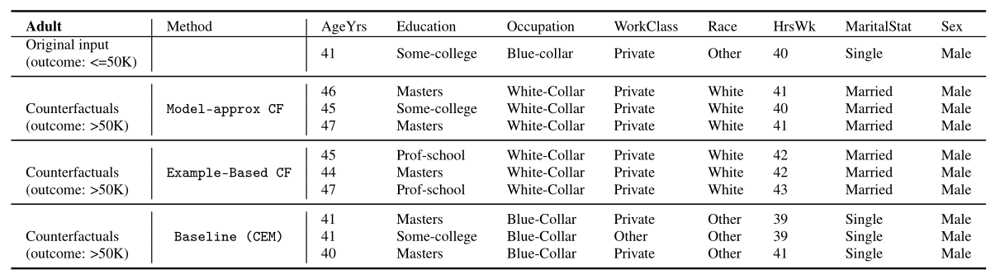 Adult Method AgeYrs Education Occupation WorkClass Race HrsWk MaritalStat Sex
Original input
(outcome: <=50K) 41 Some-college Blue-collar Private Other 40 Single Male
46 Masters White-Collar Private White 41 Married Male
Counterfactuals Model-approx CF 45 Some-college White-Collar Private White 40 Married Male
(outcome: >50K) 47 Masters White-Collar Private White 41 Married Male
45 Prof-school White-Collar Private White 42 Married Male
Counterfactuals Example-Based CF 44 Masters White-Collar Private White 42 Married Male
(outcome: >50K) 47 Prof-school White-Collar Private White 43 Married Male
41 Masters Blue-Collar Private Other 39 Single Male
Counterfactuals Baseline (CEM) 41 Some-college Blue-Collar Other Other 39 Single Male
(outcome: >50K) 40 Masters Blue-Collar Private Other 41 Single Male